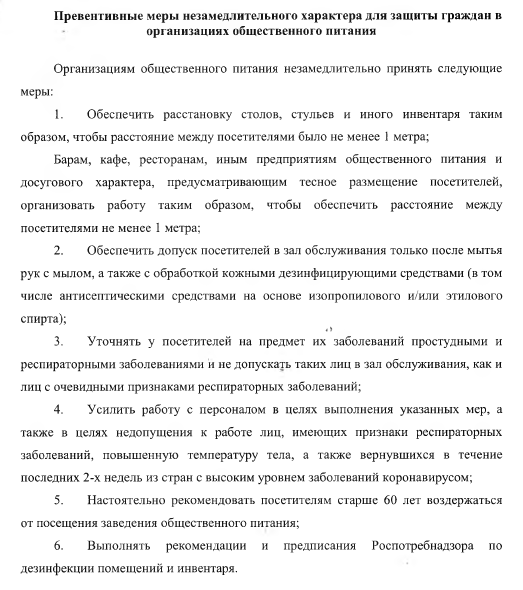 Превентивные меры незамедлительного характера для защиты граждан в
организациях общественного питания
Организациям общественного питания незамедлительно принять следующие
меры:
1. Обеспечить расстановку столов, стульев и иного инвентаря таким
образом, чтобы расстояние между посетителями было не менее 1 метра;
Барам, кафе, ресторанам, иным предприятиям общественного питания и
досугового характера, предусматривающим тесное размещение посетителей,
организовать работу таким образом, чтобы обеспечить расстояние между
посетителями не менее 1 метра;
2. Обеспечить допуск посетителей в зал обслуживания только после мытья
рук с мылом, а также с обработкой кожными дезинфицирующими средствами (в том
числе антисептическими средствами на основе изопропилового и/или этилового
спирта);
3. Уточнять у посетителей на предмет их заболеваний простудными и
респираторными заболеваниями и не допускать таких лиц в зал обслуживания, как и
лиц с очевидными признаками респираторных заболеваний;
4. Усилить работу с персоналом в целях выполнения указанных мер, а
также в целях недопущения к работе лиц, имеющих признаки респираторных
заболеваний, повышенную температуру тела, а также вернувшихся в течение
последних 2-х недель из стран с высоким уровнем заболеваний коронавирусом;
5. Настоятельно рекомендовать посетителям старше 60 лет воздержаться
от посещения заведения общественного питания;
6. Выполнять рекомендации и предписания Роспотребнадзора по
дезинфекции помещений и инвентаря.